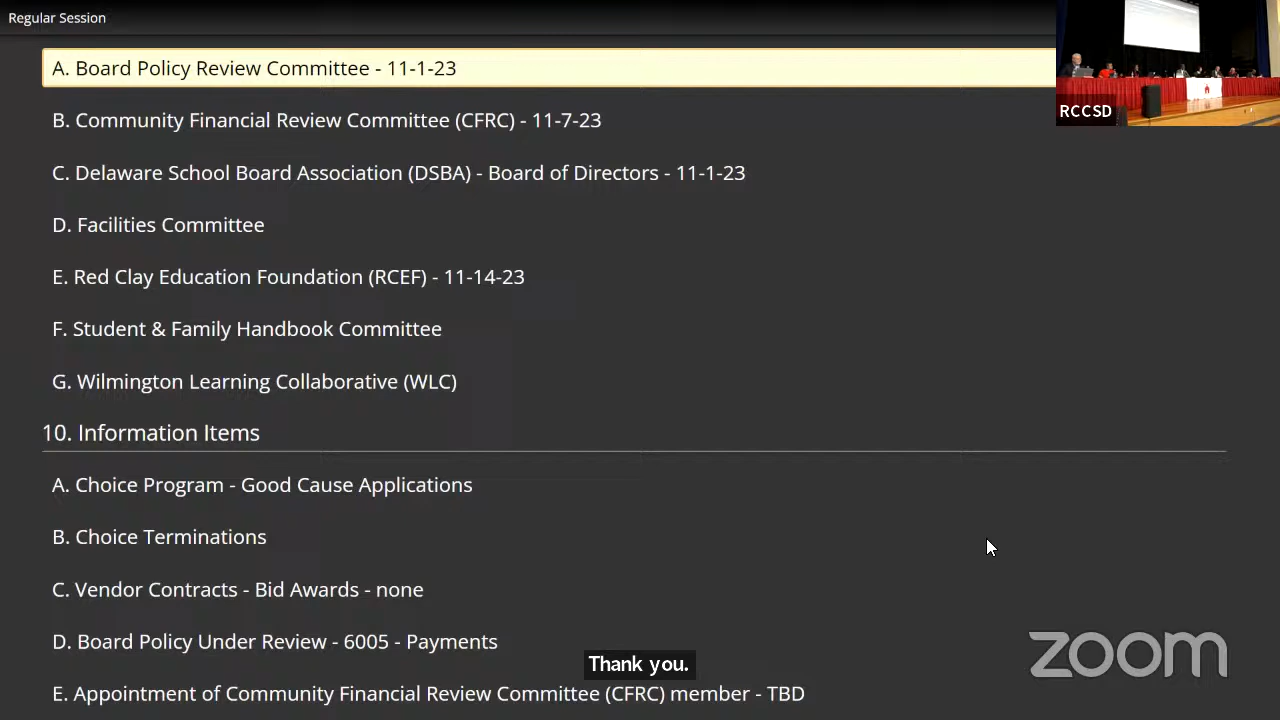 Regular Session
A. Board Policy Review Committee - 11-1-23
RCCSD
B. Community Financial Review Committee (CFRC) - 11-7-23
C. Delaware School Board Association (DSBA) - Board of Directors - 11-1-23
D. Facilities Committee
E. Red Clay Education Foundation (RCEF) - 11-14-23
F. Student & Family Handbook Committee
G. Wilmington Learning Collaborative (WLC)
10. Information Items
A. Choice Program - Good Cause Applications
B. Choice Terminations
C. Vendor Contracts - Bid Awards - none
D. Board Policy Under Review - 6005 - Payments
zoom
Thank you.
E. Appointment of Community Financial Review Committee (CFRC) member - TBD